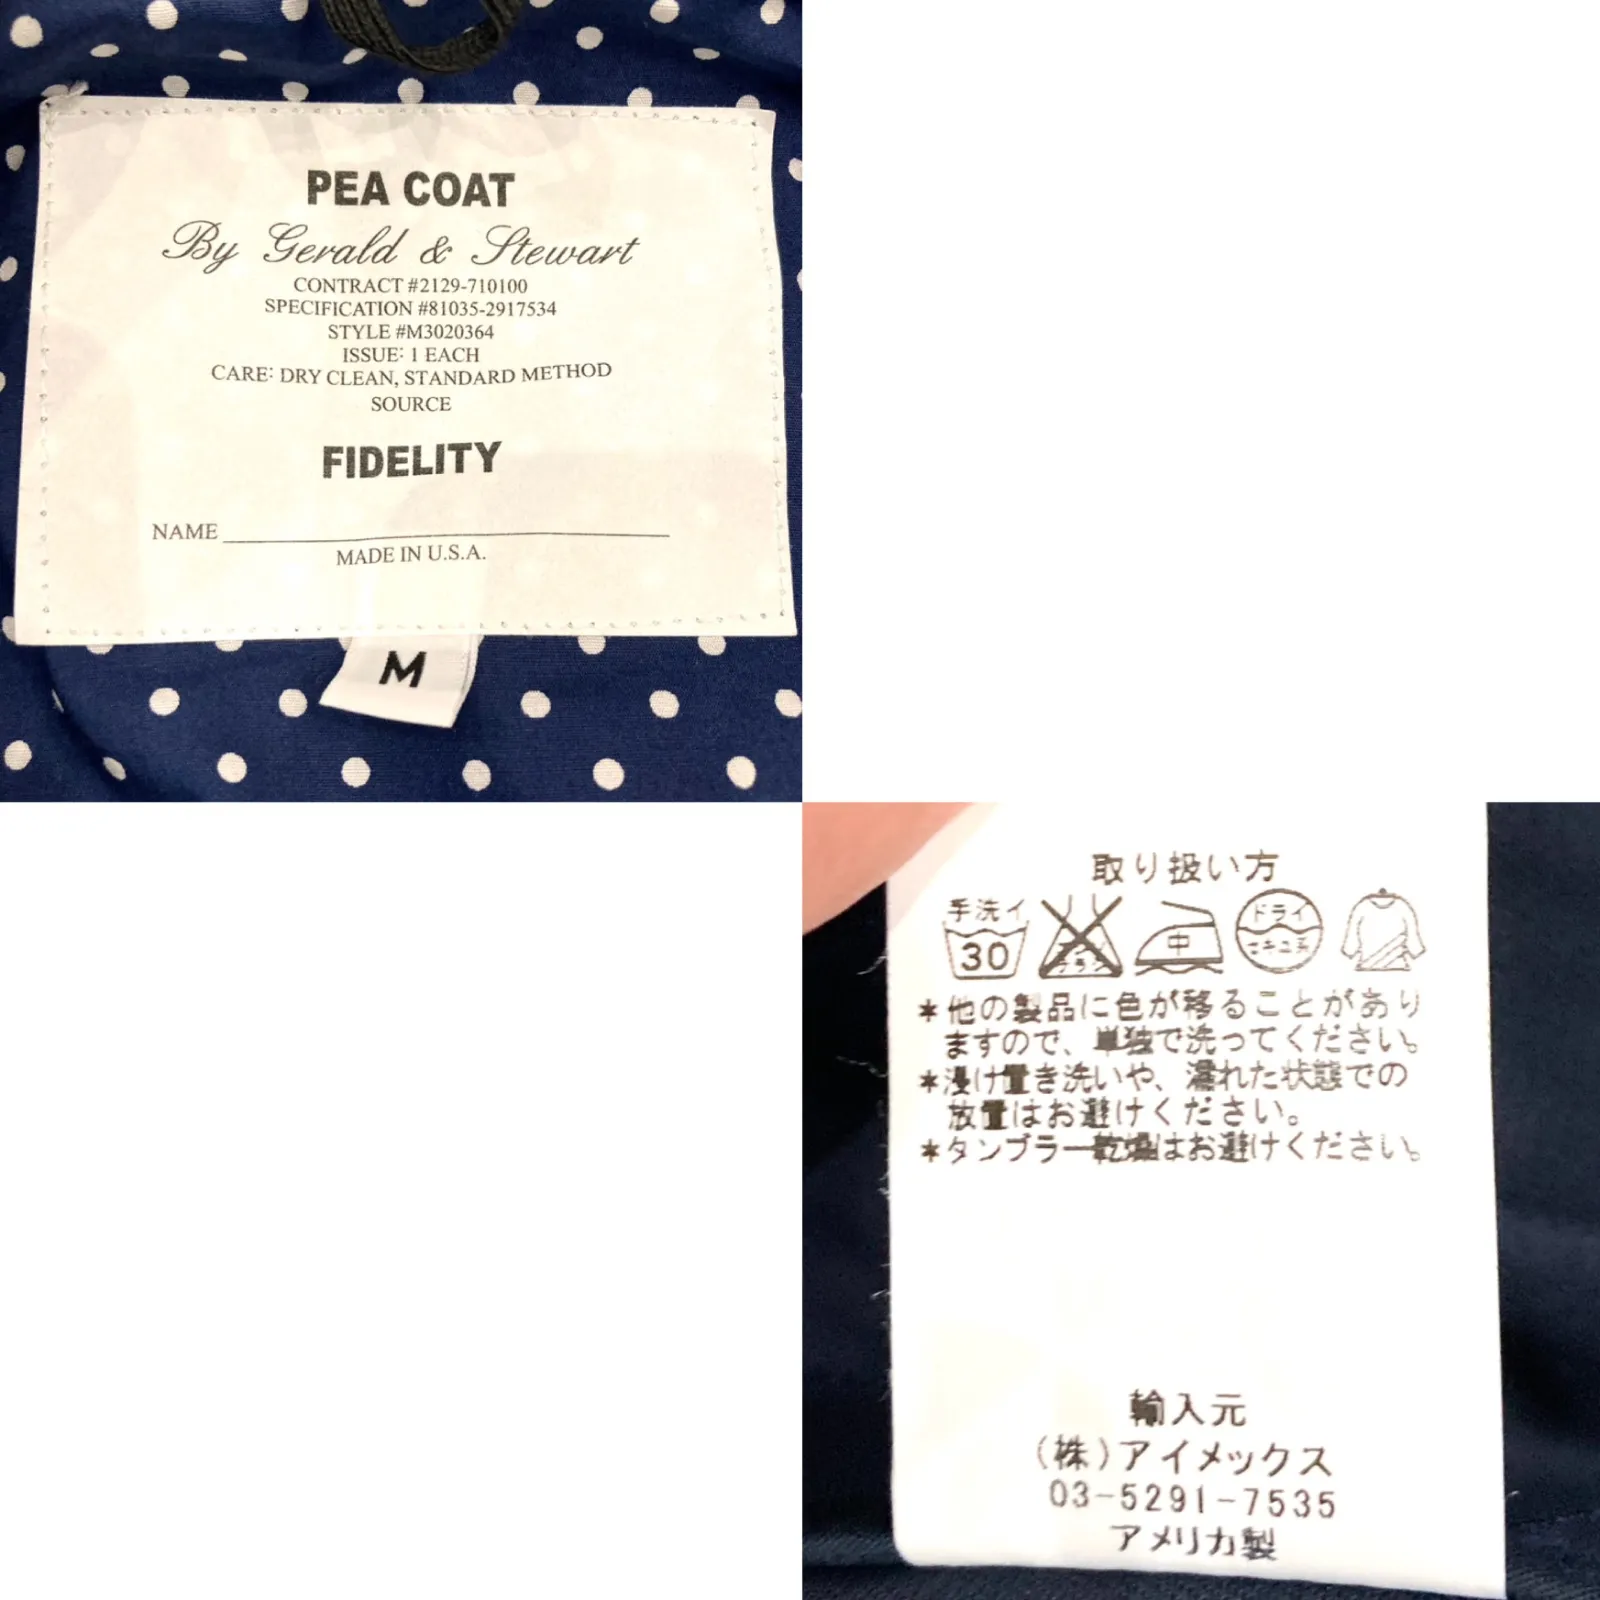 PEA COAT
By Gerald & Stewart
CONTRACT #2129-710100
SPECIFICATION #81035-2917534
STYLE #M3020364
ISSUE: 1 EACH
CARE: DRY CLEAN, STANDARD METHOD
SOURCE
FIDELITY
NAME
MADE IN U.S.A.
M
取り扱い方
手洗イ
30
中
ドライ
*他の製品に色が移ることがあり
ますので、単独で洗ってください。
*浸け置き洗いや、濡れた状態での
放置はお避けください。
*タンブラー乾燥はお避けください。
輸入元
(株)アイメックス
03-5291-7535
アメリカ製